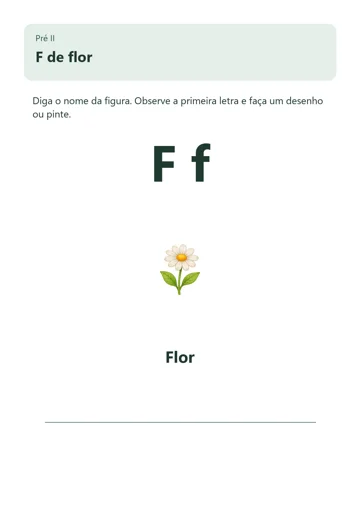 Pré II
F de flor
Diga o nome da figura. Observe a primeira letra e faça um desenho
ou pinte.
F f
Flor